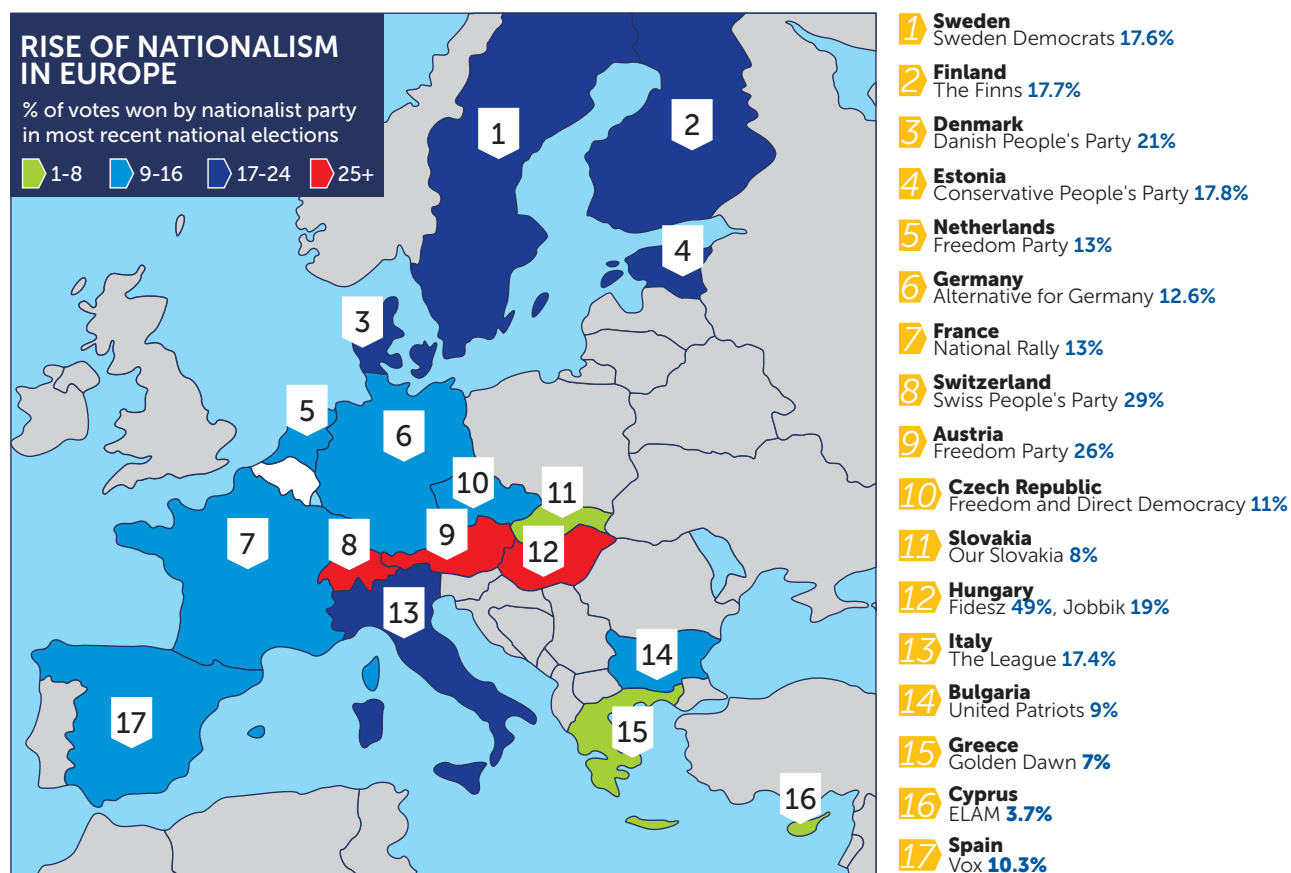 RISE OF NATIONALISM
IN EUROPE
% of votes won by nationalist party
in most recent national elections
1-8 9-16 17-24 25+
1
2
3
4
5
6
7
8
9
10
11
12
13
14
15
16
17
1 Sweden
Sweden Democrats 17.6%
2 Finland
The Finns 17.7%
3 Denmark
Danish People's Party 21%
4 Estonia
Conservative People's Party 17.8%
5 Netherlands
Freedom Party 13%
6 Germany
Alternative for Germany 12.6%
7 France
National Rally 13%
8 Switzerland
Swiss People's Party 29%
9 Austria
Freedom Party 26%
10 Czech Republic
Freedom and Direct Democracy 11%
11 Slovakia
Our Slovakia 8%
12 Hungary
Fidesz 49%, Jobbik 19%
13 Italy
The League 17.4%
14 Bulgaria
United Patriots 9%
15 Greece
Golden Dawn 7%
16 Cyprus
ELAM 3.7%
17 Spain
Vox 10.3%